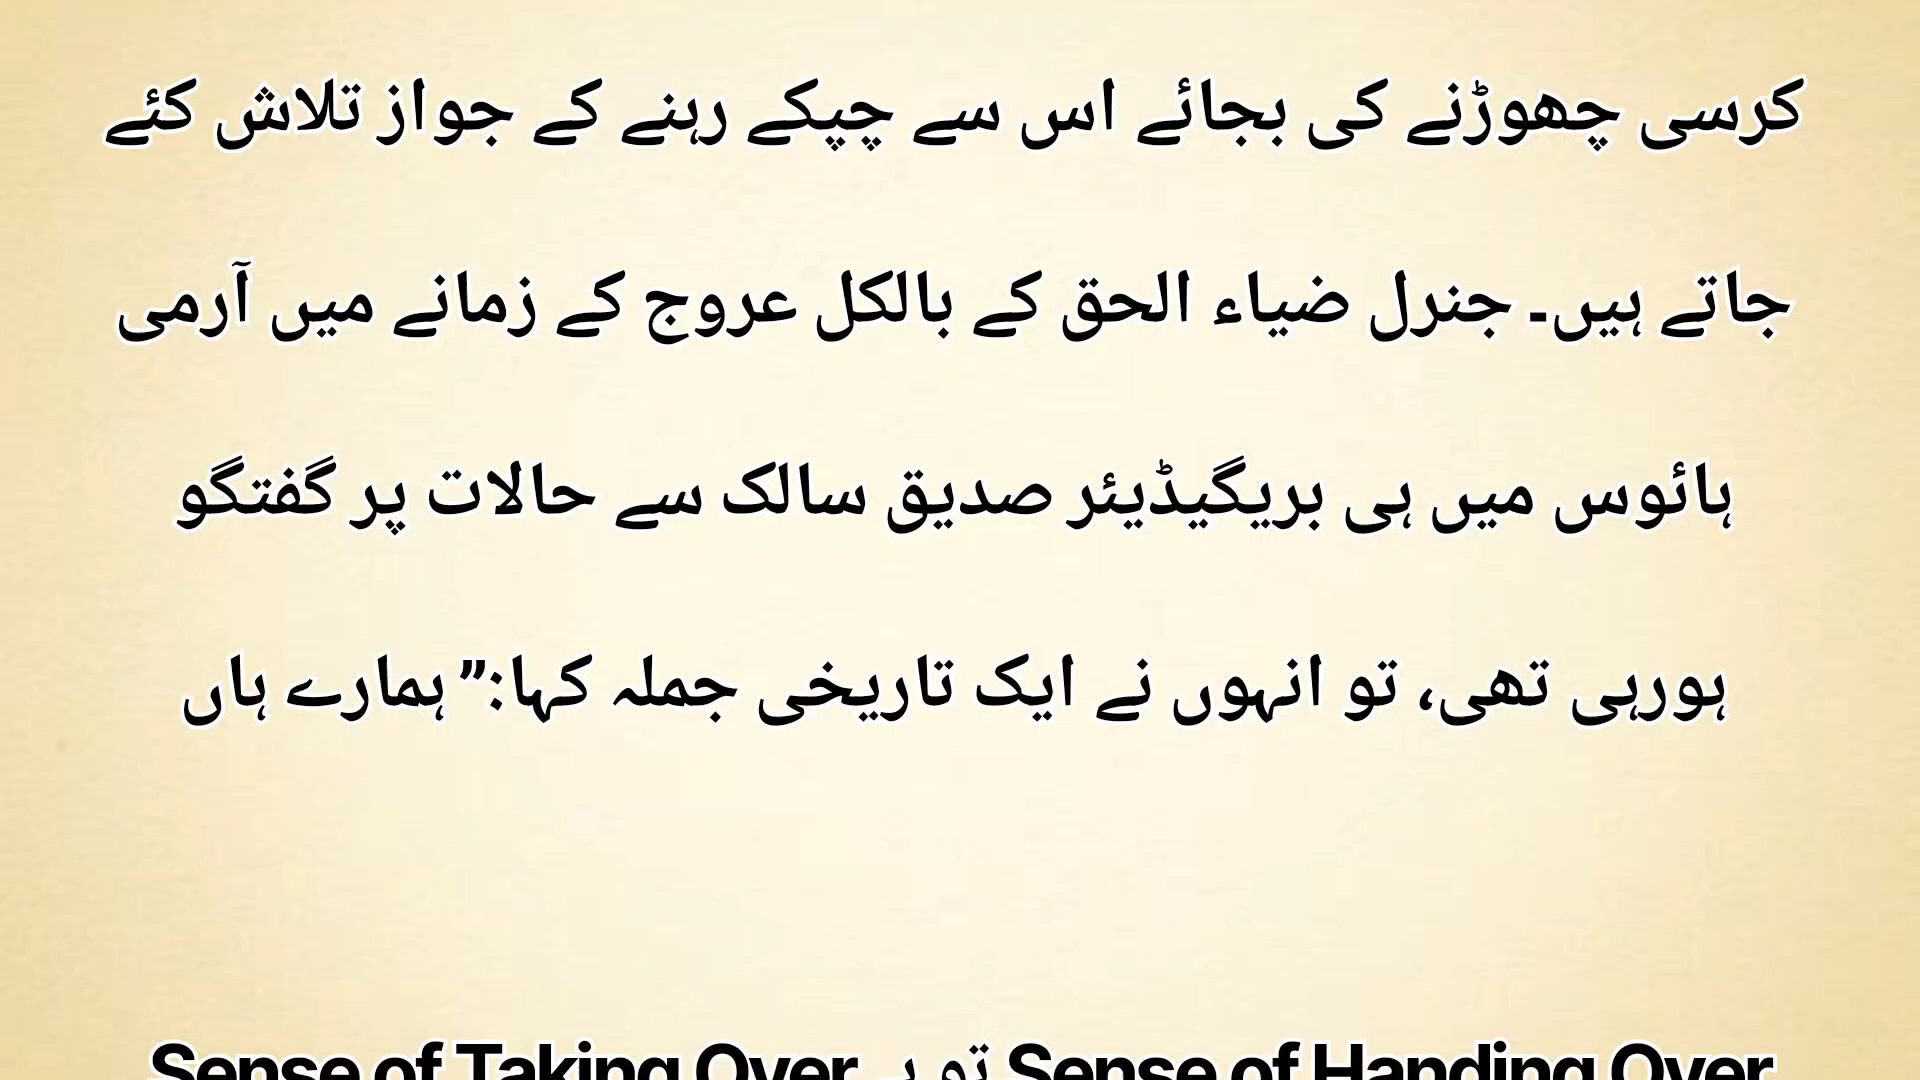 کرسی چھوڑنے کی بجائے اس سے چپکے رہنے کے جواز تلاش کئے
جاتے ہیں۔ جنرل ضیاء الحق کے بالکل عروج کے زمانے میں آرمی
ہائوس میں ہی بریگیڈیئر صدیق سالک سے حالات پر گفتگو
ہورہی تھی، تو انہوں نے ایک تاریخی جملہ کہا:” ہمارے ہاں
Sense of Taking Over تو ہے Sense of Handing Over